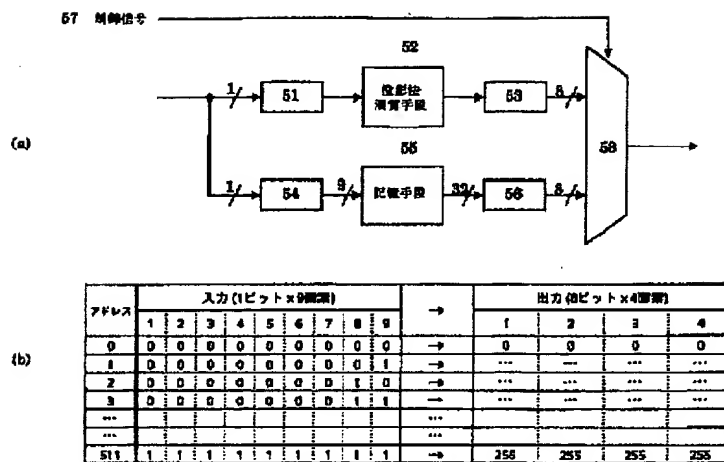 57 制御信号
52
1 51 投影法 53 8
演算手段
(a)
58
55
1 54 9 記憶手段 32 56 8
(b)
アドレス 入力 (1ビット×9画素) → 出力 (8ビット×4画素)
1 2 3 4 5 6 7 8 9 1 2 3 4
0 0 0 0 0 0 0 0 0 0 → 0 0 0 0
1 0 0 0 0 0 0 0 0 1 → ... ... ... ...
2 0 0 0 0 0 0 0 1 0 → ... ... ... ...
3 0 0 0 0 0 0 0 1 1 → ... ... ... ...
... ...
... ...
511 1 1 1 1 1 1 1 1 1 → 255 255 255 255